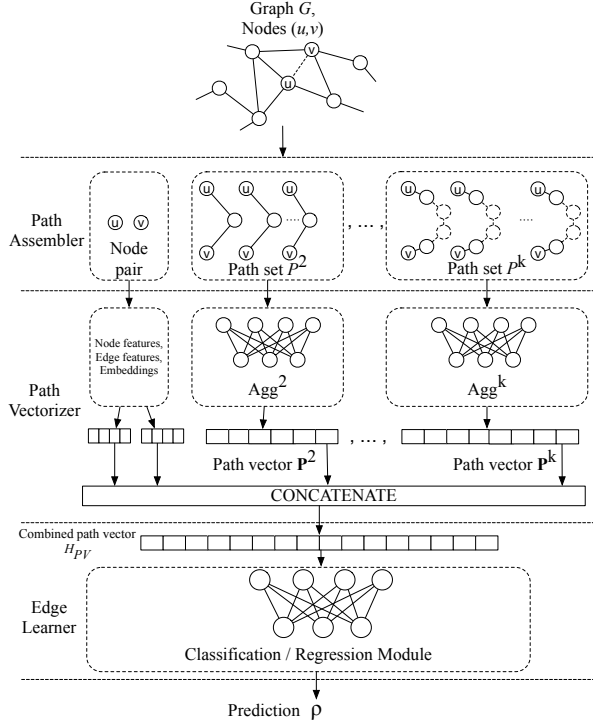 Graph G,
Nodes (u,v)
v
u
Path
Assembler
u v
Node
pair
u u u
......
v v v
Path set P²
, ... ,
u u u
....
v v v
Path set Pᵏ
Path
Vectorizer
Node features,
Edge features,
Embeddings
Agg²
Aggᵏ
, ... ,
Path vector P²
Path vector Pᵏ
CONCATENATE
Combined path vector
H_PV
Edge
Learner
Classification / Regression Module
Prediction ρ